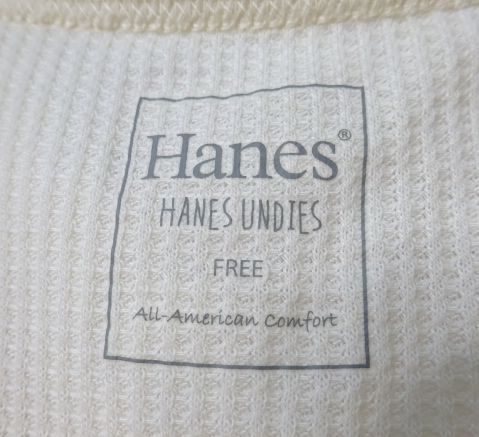 Hanes®
HANES UNDIES
FREE
All-American Comfort